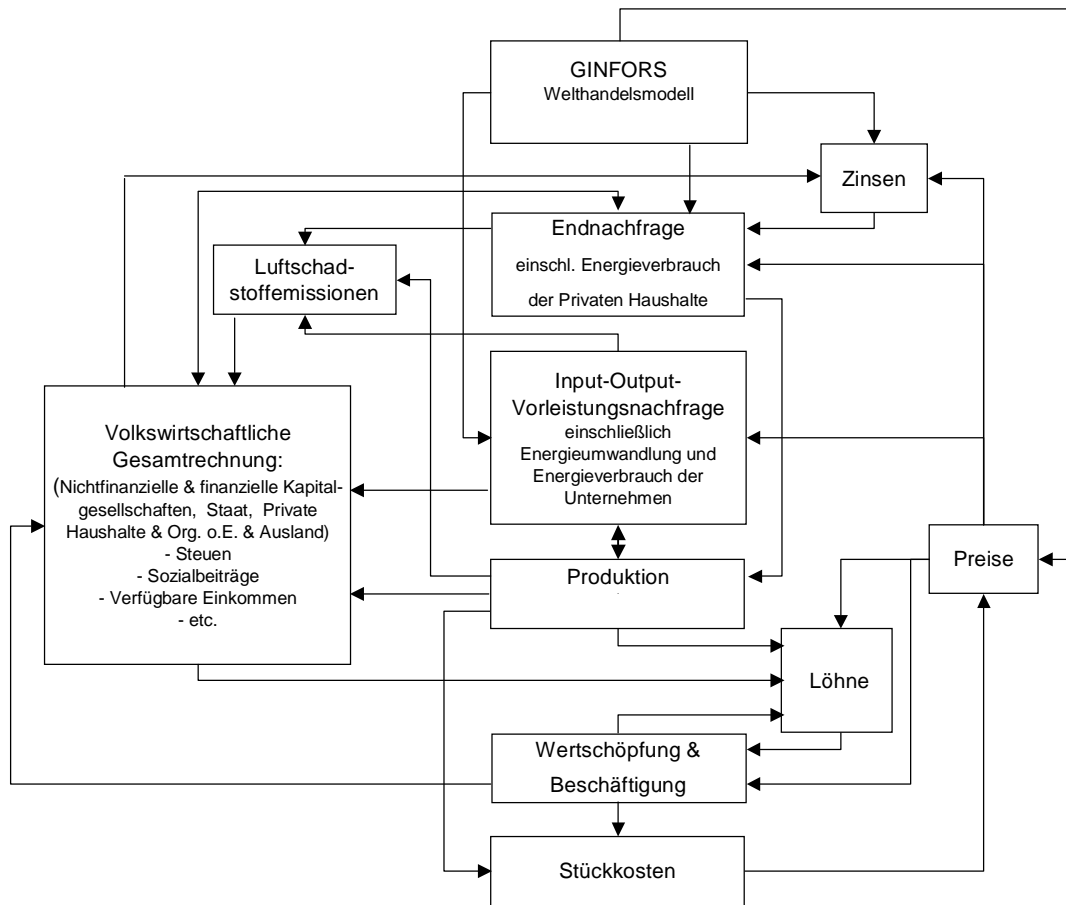 GINFORS
Welthandelsmodell
Zinsen
Endnachfrage
einschl. Energieverbrauch
der Privaten Haushalte
Luftschad-
stoffemissionen
Input-Output-
Vorleistungsnachfrage
einschließlich
Energieumwandlung und
Energieverbrauch der
Unternehmen
Volkswirtschaftliche
Gesamtrechnung:
(Nichtfinanzielle & finanzielle Kapital-
gesellschaften, Staat, Private
Haushalte & Org. o.E. & Ausland)
- Steuen
- Sozialbeiträge
- Verfügbare Einkommen
- etc.
Produktion
Preise
Löhne
Wertschöpfung &
Beschäftigung
Stückkosten